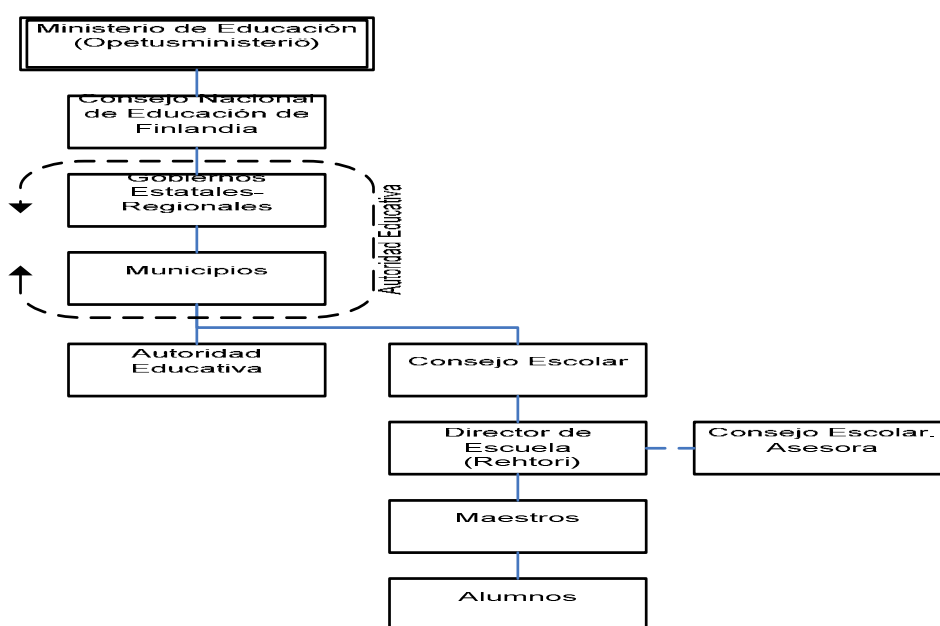 Ministerio de Educación
(Opetusministeriö)
Consejo Nacional
de Educación de
Finlandia
Gobiernos
Estatales-
Regionales
Autoridad Educativa
Municipios
Autoridad
Educativa
Consejo Escolar
Director de
Escuela
(Rehtori)
Consejo Escolar.
Asesora
Maestros
Alumnos